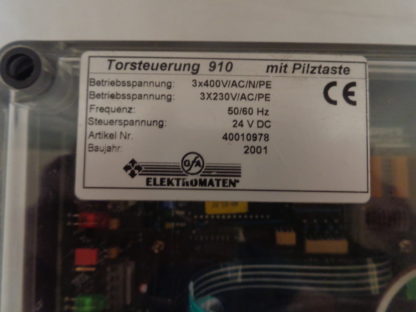 Torsteuerung 910 mit Pilztaste
Betriebsspannung: 3x400V/AC/N/PE
Betriebsspannung: 3X230V/AC/PE
Frequenz: 50/60 Hz
Steuerspannung: 24 V DC
Artikel Nr. 40010978
Baujahr: 2001
CE
GfA
ELEKTROMATEN